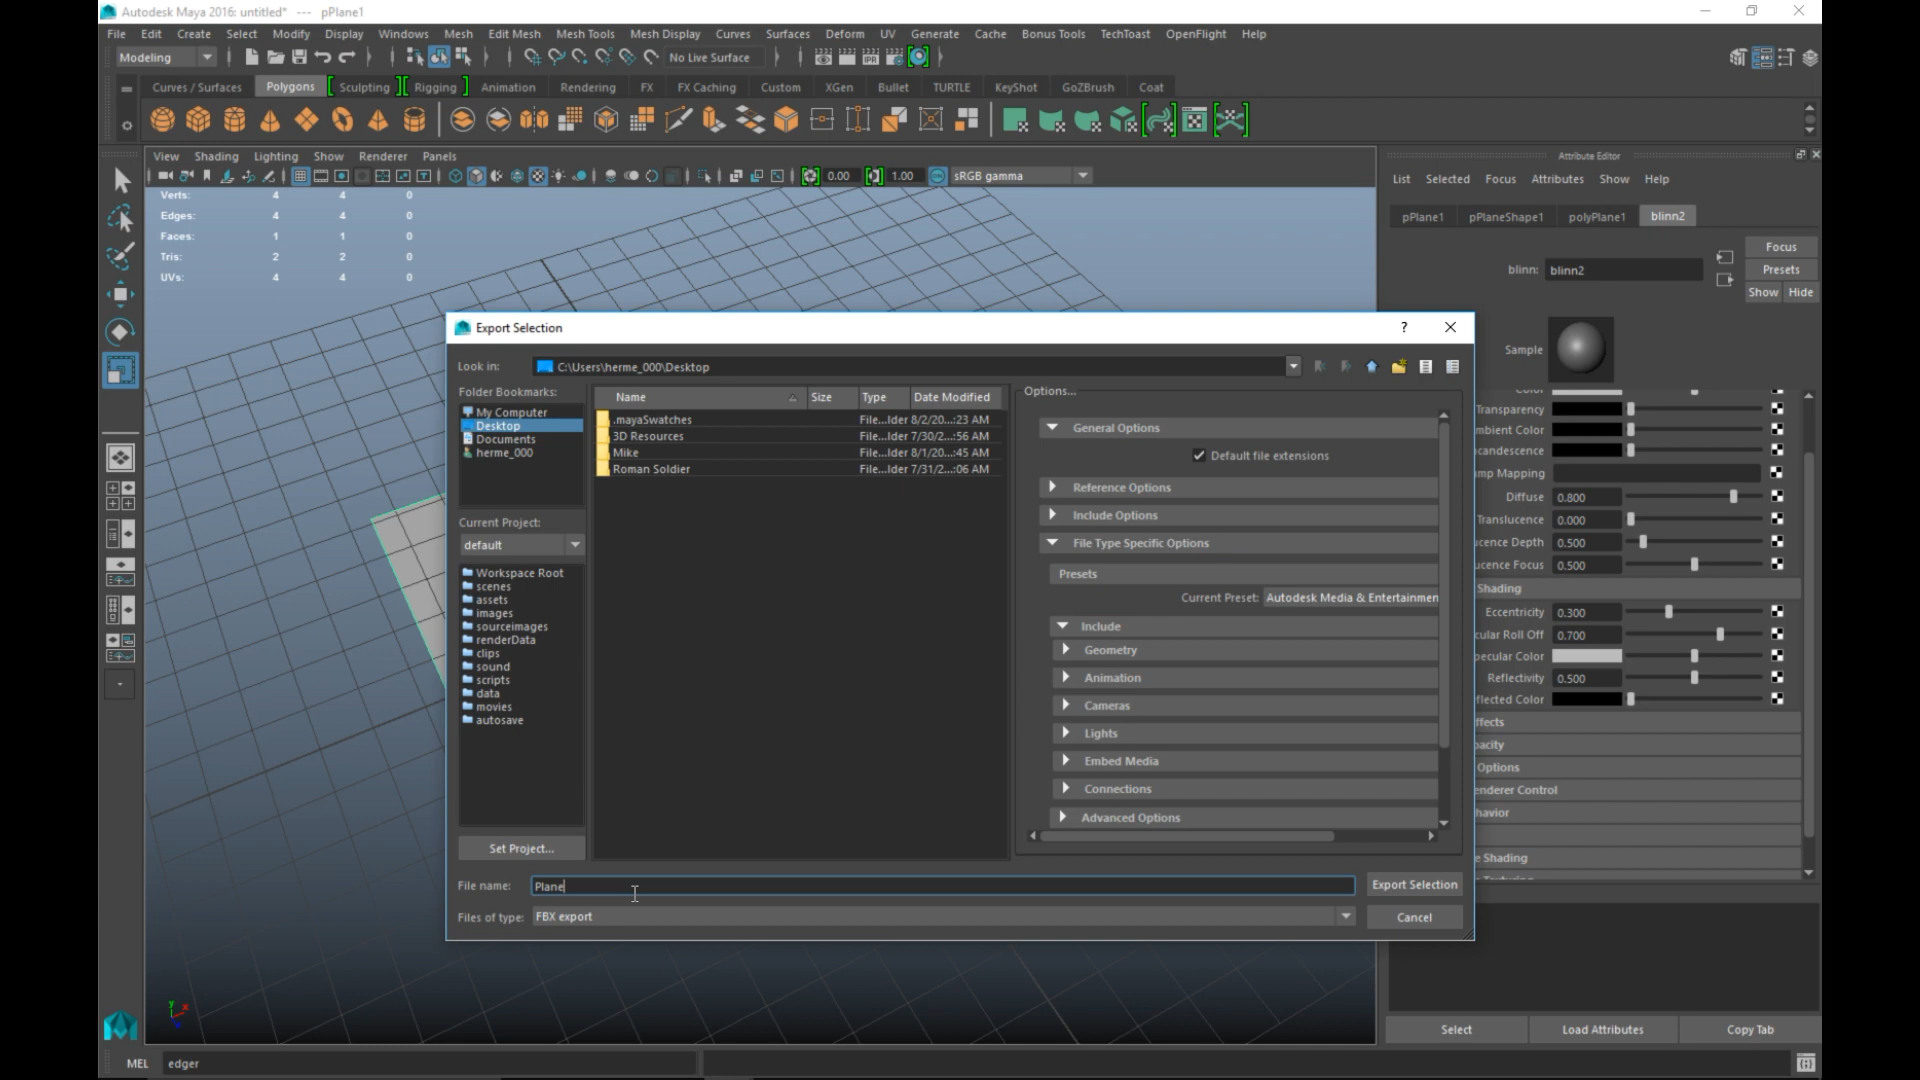 Autodesk Maya 2016: untitled* --- pPlane1
File Edit Create Select Modify Display Windows Mesh Edit Mesh Mesh Tools Mesh Display Curves Surfaces Deform UV Generate Cache Bonus Tools TechToast OpenFlight Help
Modeling No Live Surface
Curves / Surfaces Polygons Sculpting Rigging Animation Rendering FX FX Caching Custom XGen Bullet TURTLE KeyShot GoZBrush Coat
View Shading Lighting Show Renderer Panels
0.00 1.00 sRGB gamma
Verts: 4 4 0
Edges: 4 4 0
Faces: 1 1 0
Tris: 2 2 0
UVs: 4 4 0
Attribute Editor
List Selected Focus Attributes Show Help
pPlane1 pPlaneShape1 polyPlane1 blinn2
Focus
blinn: blinn2 Presets
Show Hide
Sample
Export Selection ?
Look in: C:\Users\herme_000\Desktop
Folder Bookmarks:
My Computer
Desktop
Documents
herme_000
Current Project:
default
Workspace Root
scenes
assets
images
sourceimages
renderData
clips
sound
scripts
data
movies
autosave
Set Project...
Name Size Type Date Modified
.mayaSwatches File...lder 8/2/20...:23 AM
3D Resources File...lder 7/30/2...:56 AM
Mike File...lder 8/1/20...:45 AM
Roman Soldier File...lder 7/31/2...:06 AM
Options...
General Options
Default file extensions
Reference Options
Include Options
File Type Specific Options
Presets
Current Preset: Autodesk Media & Entertainmen
Include
Geometry
Animation
Cameras
Lights
Embed Media
Connections
Advanced Options
File name: Plane Export Selection
Files of type: FBX export Cancel
Transparency
mbient Color
candescence
mp Mapping
Diffuse 0.800
Translucence 0.000
ucence Depth 0.500
ucence Focus 0.500
Shading
Eccentricity 0.300
cular Roll Off 0.700
pecular Color
Reflectivity 0.500
flected Color
ffects
pacity
Options
enderer Control
havior
e Shading
Select Load Attributes Copy Tab
MEL edger